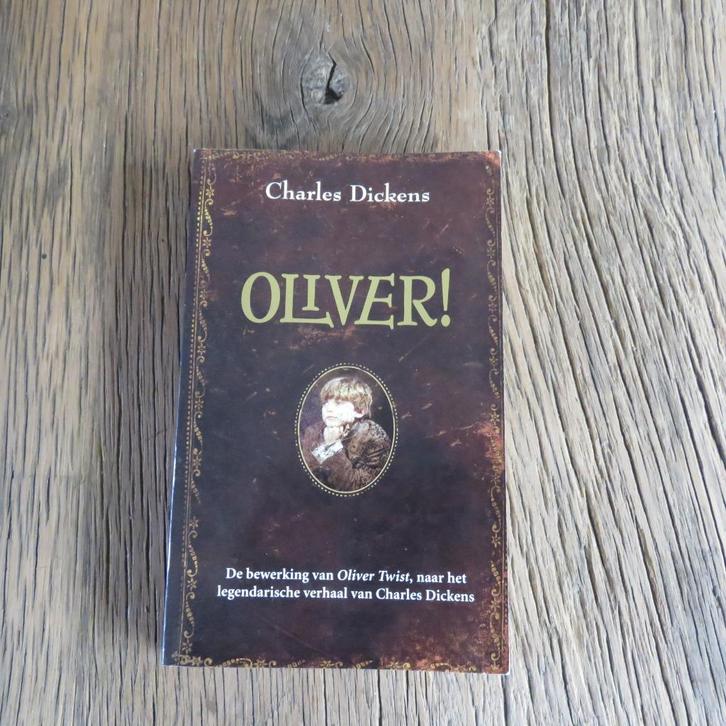 Charles Dickens
OLIVER!
De bewerking van Oliver Twist, naar het
legendarische verhaal van Charles Dickens